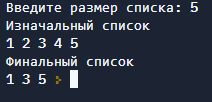 Введите размер списка: 5
Изначальный список
1 2 3 4 5
Финальный список
1 3 5 >